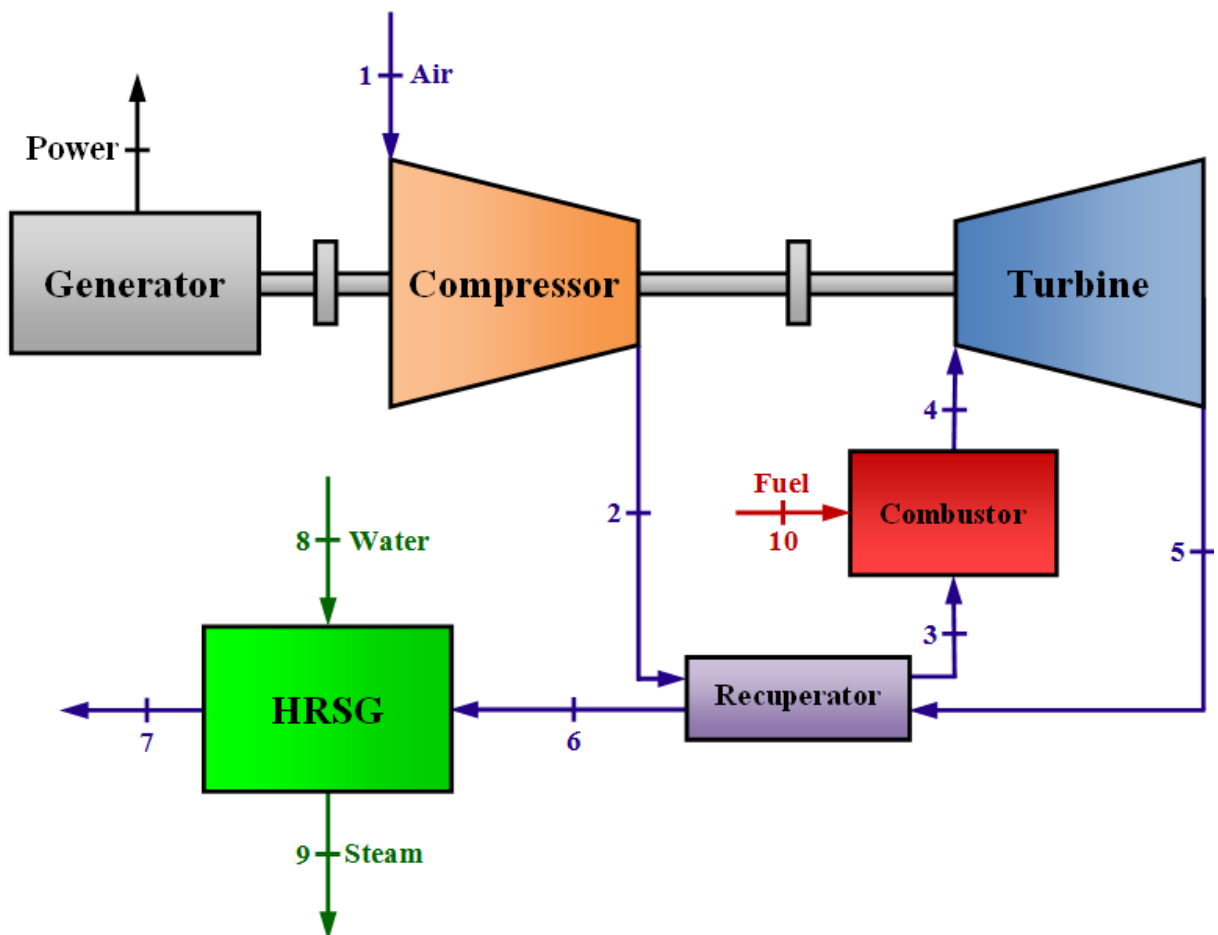 1 Air
Power
Generator
Compressor
Turbine
4
Fuel
10
Combustor
2
5
8 Water
3
Recuperator
HRSG
7
6
9 Steam